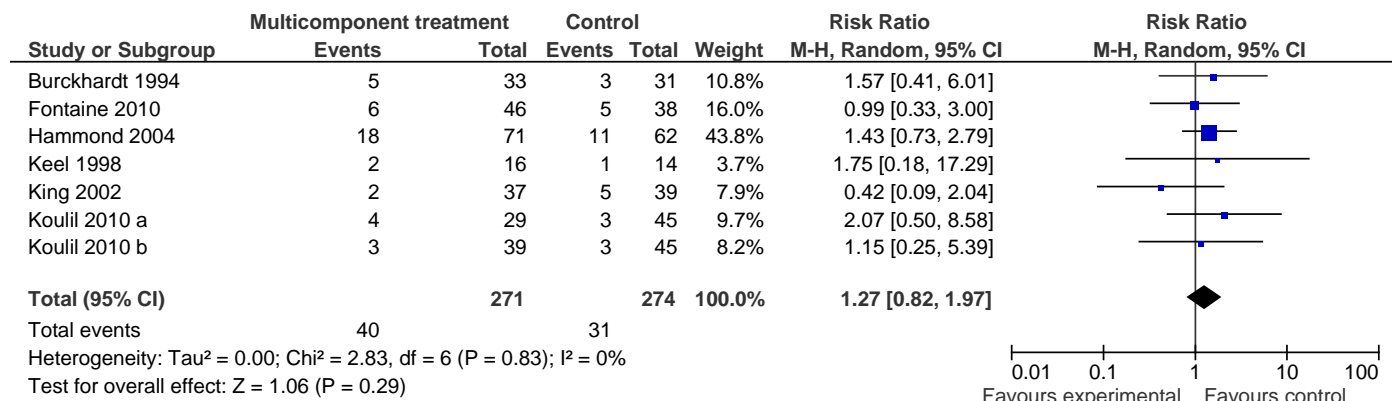 Multicomponent treatment Control Risk Ratio Risk Ratio
Study or Subgroup Events Total Events Total Weight M-H, Random, 95% CI M-H, Random, 95% CI
Burckhardt 1994 5 33 3 31 10.8% 1.57 [0.41, 6.01]
Fontaine 2010 6 46 5 38 16.0% 0.99 [0.33, 3.00]
Hammond 2004 18 71 11 62 43.8% 1.43 [0.73, 2.79]
Keel 1998 2 16 1 14 3.7% 1.75 [0.18, 17.29]
King 2002 2 37 5 39 7.9% 0.42 [0.09, 2.04]
Koulil 2010 a 4 29 3 45 9.7% 2.07 [0.50, 8.58]
Koulil 2010 b 3 39 3 45 8.2% 1.15 [0.25, 5.39]
Total (95% CI) 271 274 100.0% 1.27 [0.82, 1.97]
Total events 40 31
Heterogeneity: Tau² = 0.00; Chi² = 2.83, df = 6 (P = 0.83); I² = 0%
Test for overall effect: Z = 1.06 (P = 0.29)
0.01 0.1 1 10 100
Favours experimental Favours control